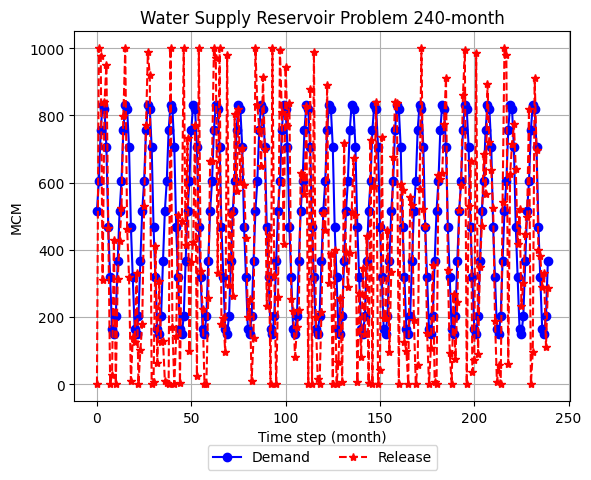 Water Supply Reservoir Problem 240-month
MCM
1000
800
600
400
200
0
0 50 100 150 200 250
Time step (month)
Demand Release